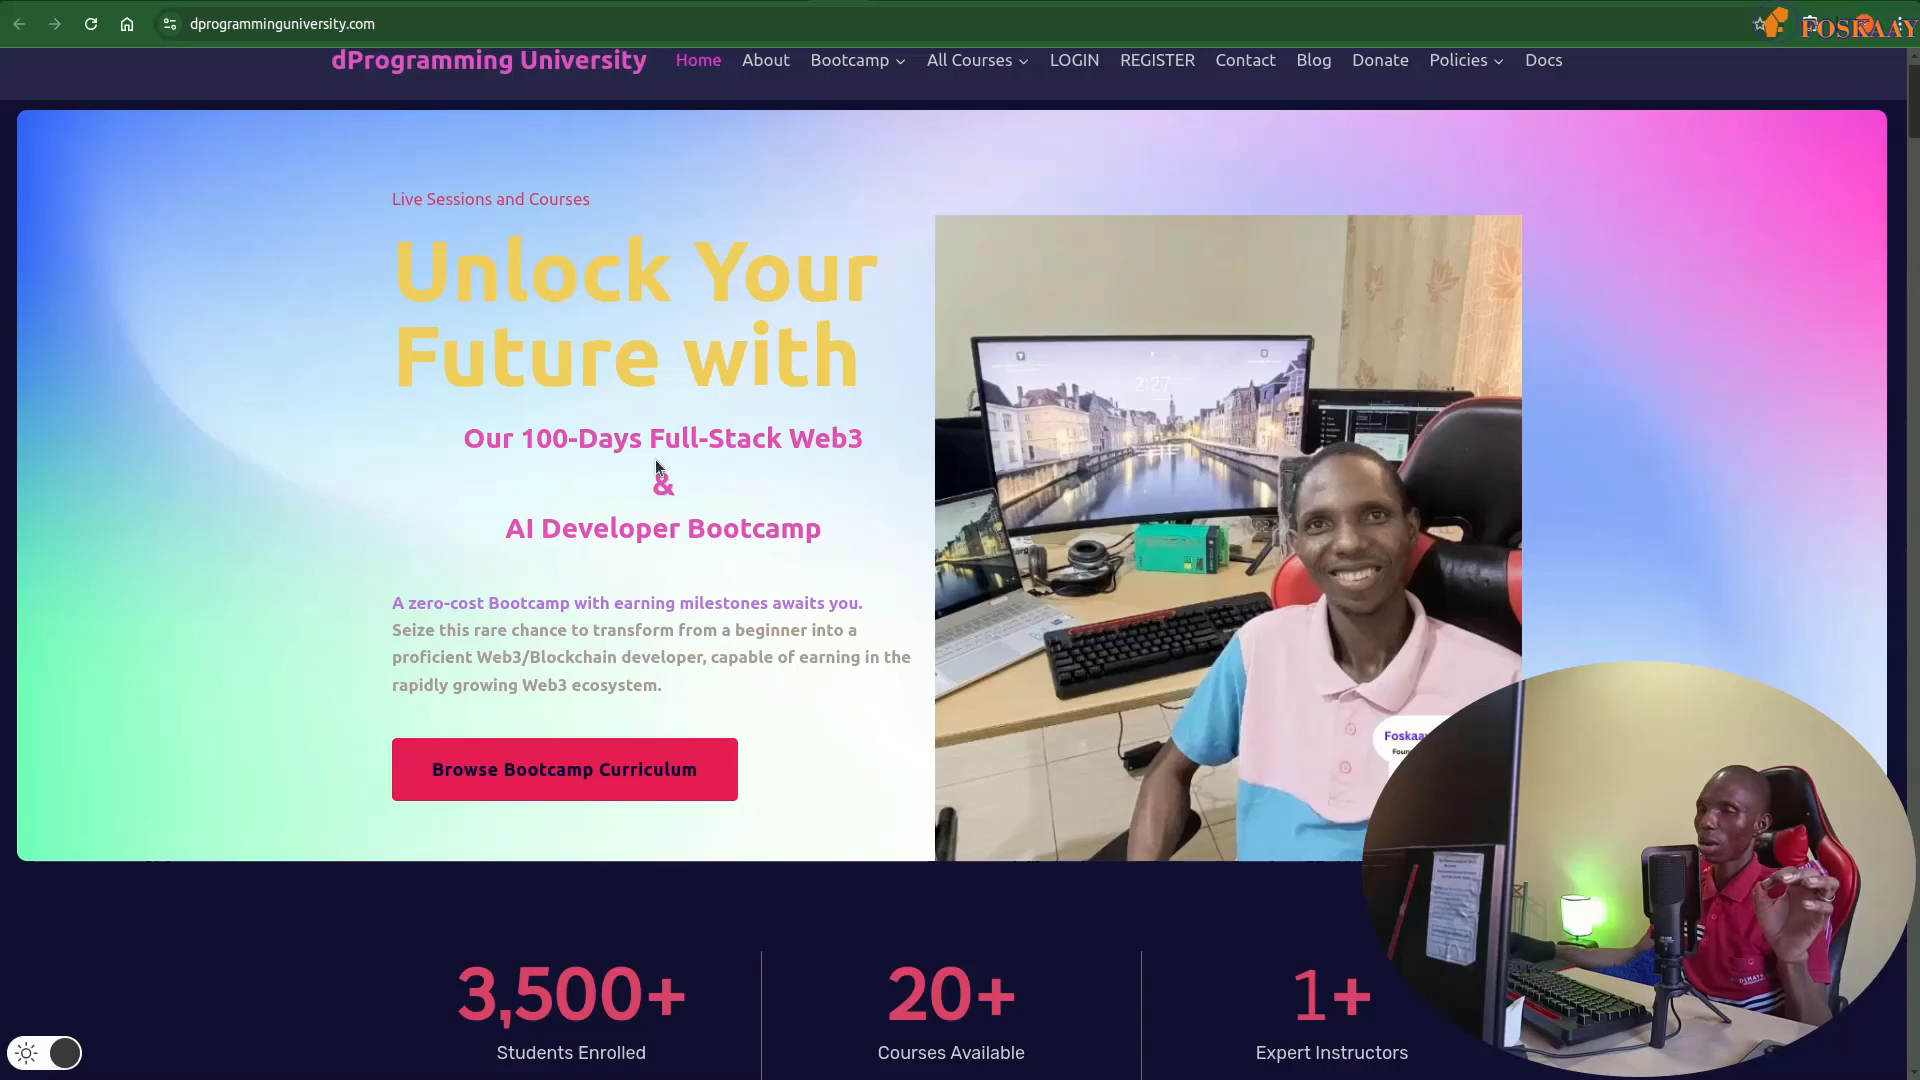 dprogramminguniversity.com
FOSKAAY
dProgramming University
Home
About
Bootcamp
All Courses
LOGIN
REGISTER
Contact
Blog
Donate
Policies
Docs
Live Sessions and Courses
Unlock Your
Future with
Our 100-Days Full-Stack Web3
&
AI Developer Bootcamp
A zero-cost Bootcamp with earning milestones awaits you.
Seize this rare chance to transform from a beginner into a
proficient Web3/Blockchain developer, capable of earning in the
rapidly growing Web3 ecosystem.
Browse Bootcamp Curriculum
2:27
Foskaay
3,500+
Students Enrolled
20+
Courses Available
1+
Expert Instructors